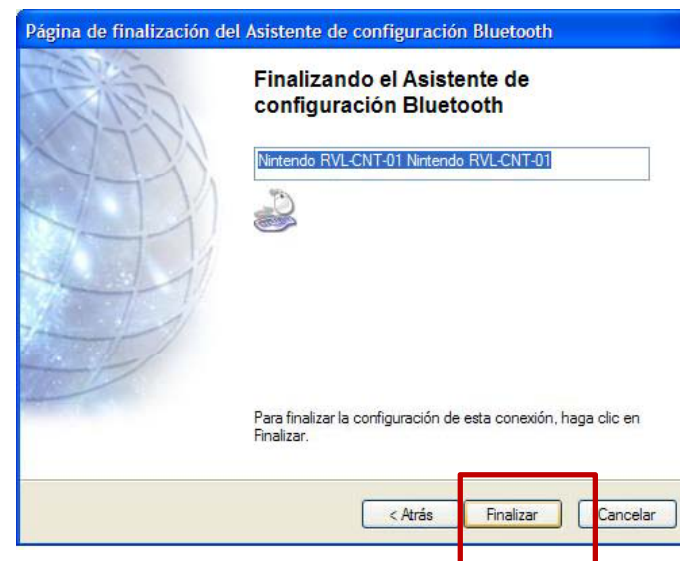 Página de finalización del Asistente de configuración Bluetooth
Finalizando el Asistente de
configuración Bluetooth
Nintendo RVL-CNT-01 Nintendo RVL-CNT-01
Para finalizar la configuración de esta conexión, haga clic en
Finalizar.
< Atrás Finalizar Cancelar